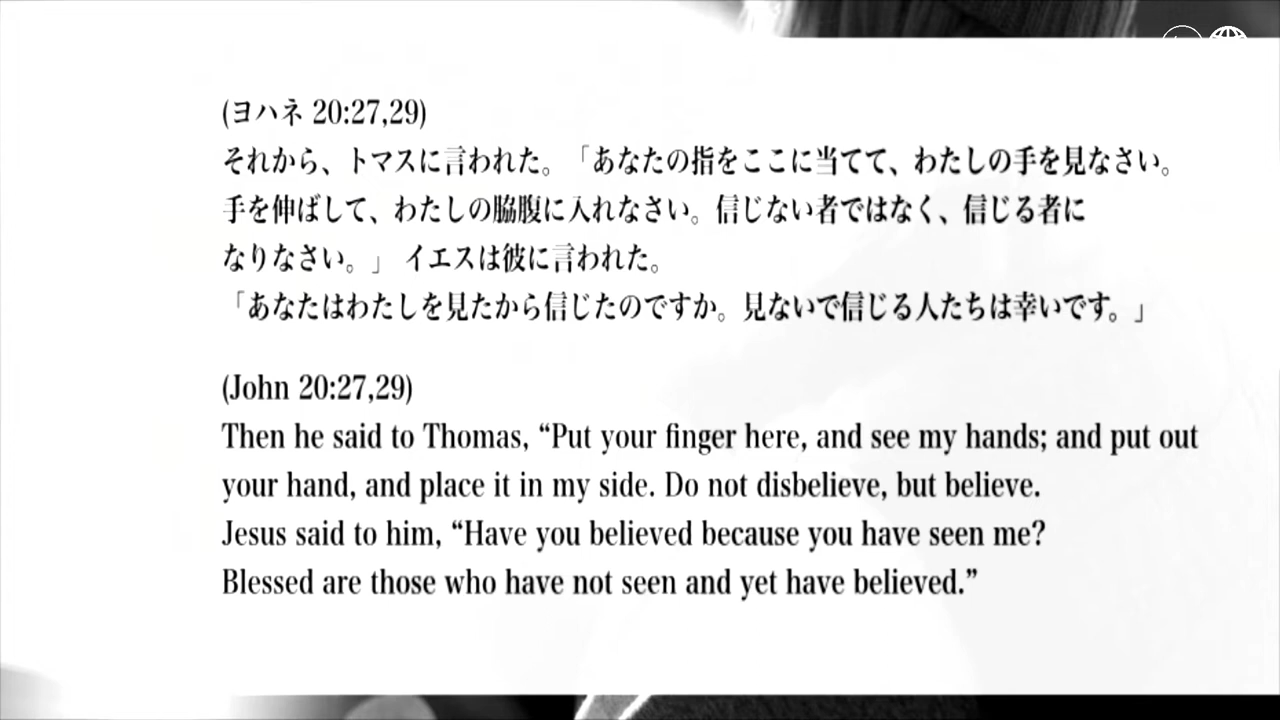 (ヨハネ 20:27,29)
それから、トマスに言われた。「あなたの指をここに当てて、わたしの手を見なさい。
手を伸ばして、わたしの脇腹に入れなさい。信じない者ではなく、信じる者に
なりなさい。」 イエスは彼に言われた。
「あなたはわたしを見たから信じたのですか。見ないで信じる人たちは幸いです。」
(John 20:27,29)
Then he said to Thomas, “Put your finger here, and see my hands; and put out
your hand, and place it in my side. Do not disbelieve, but believe.
Jesus said to him, “Have you believed because you have seen me?
Blessed are those who have not seen and yet have believed.”